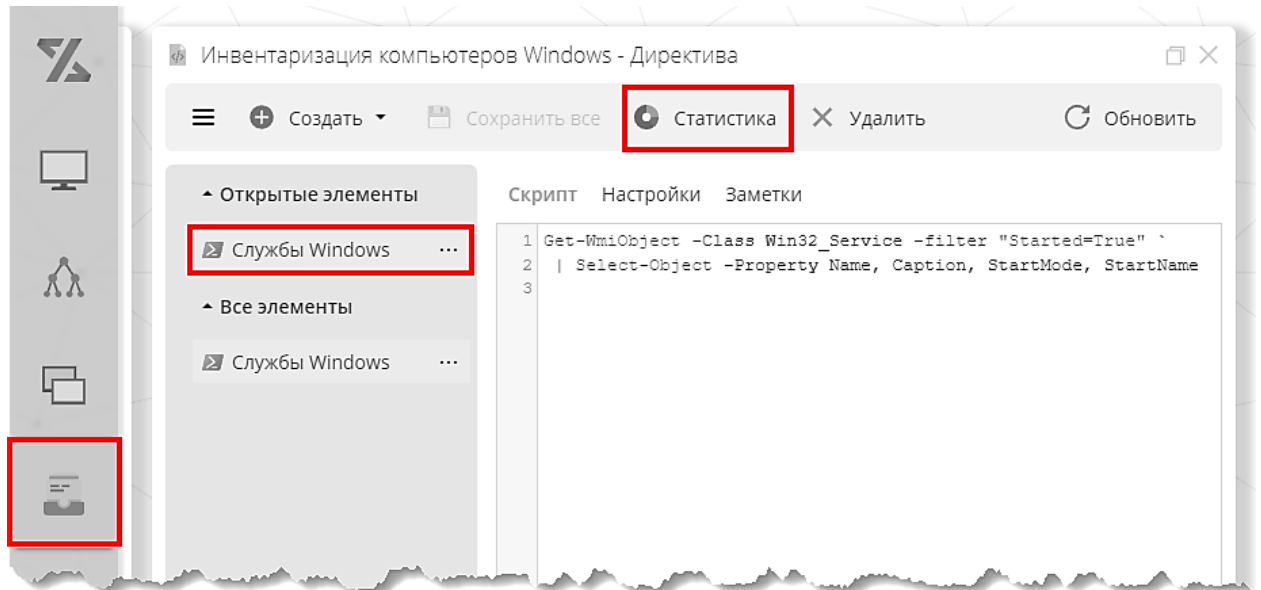 Инвентаризация компьютеров Windows - Директива
Создать Сохранить все Статистика Удалить Обновить
Открытые элементы
Службы Windows ...
Все элементы
Службы Windows ...
Скрипт Настройки Заметки
1 Get-WmiObject -Class Win32_Service -filter "Started=True" `
2 | Select-Object -Property Name, Caption, StartMode, StartName
3